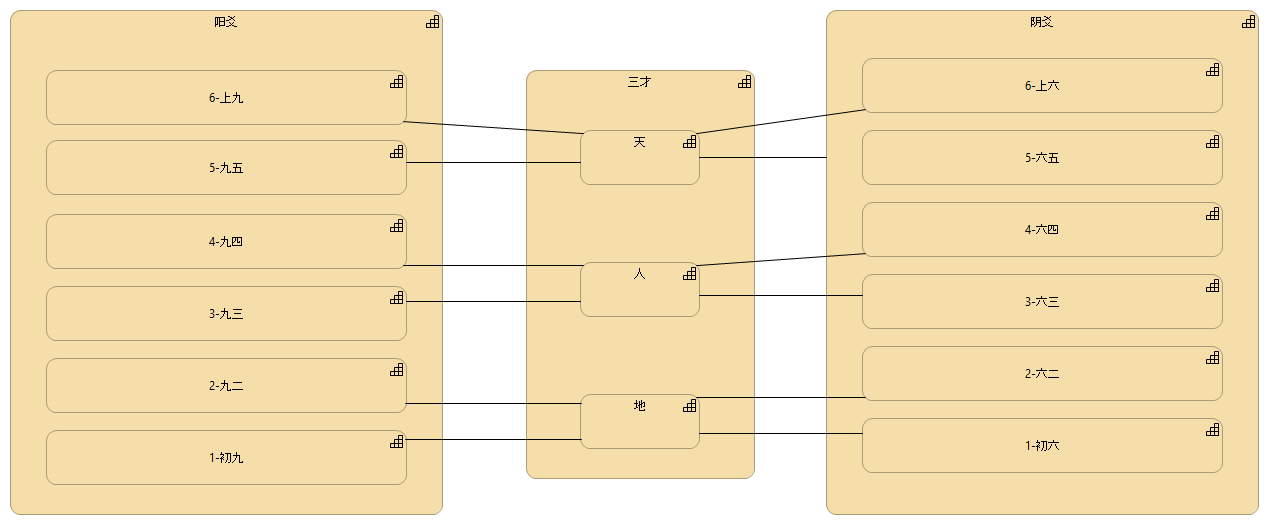 阳爻
6-上九
5-九五
4-九四
3-九三
2-九二
1-初九
三才
天
人
地
阴爻
6-上六
5-六五
4-六四
3-六三
2-六二
1-初六